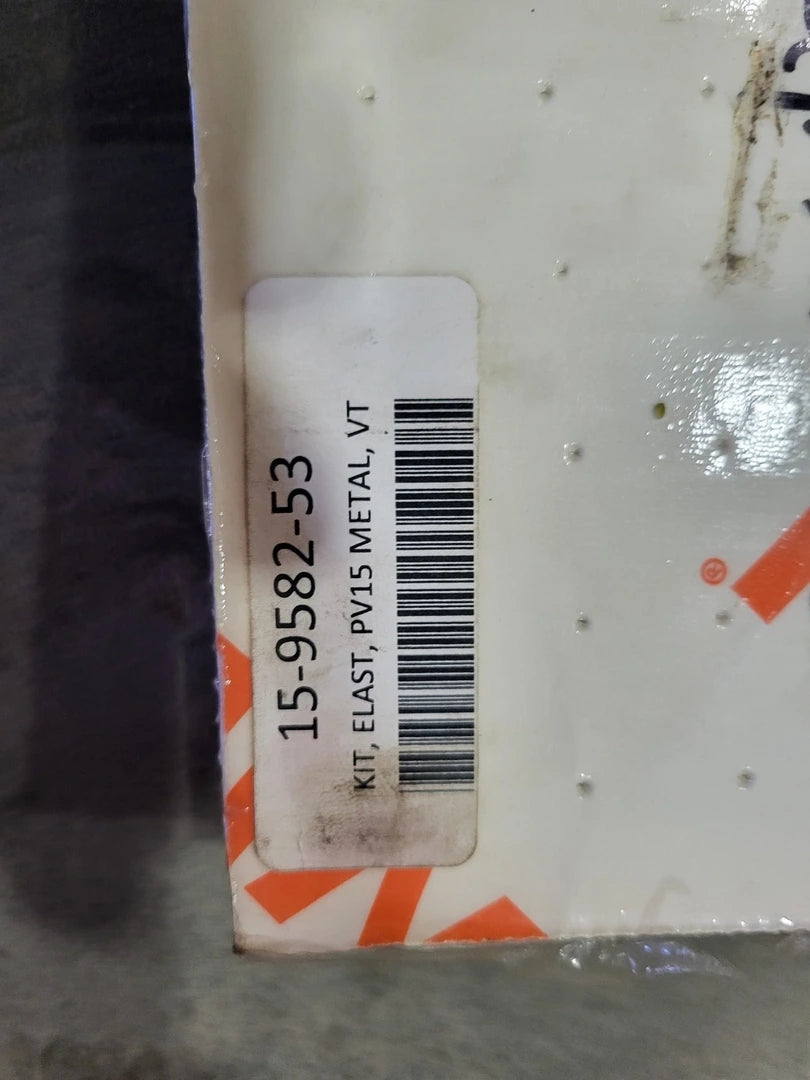 15-9582-53
KIT, ELAST, PV15 METAL, VT
®